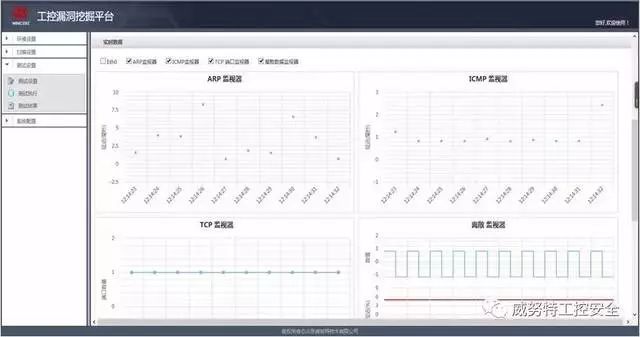 工控漏洞挖掘平台
WINICSSEC
您好,欢迎使用!
环境设置
扫描设置
测试设置
测试设置
测试执行
测试结果
系统配置
实时数据
ARP监视器 ICMP监视器 TCP 端口监视器 离散数据监视器
ARP 监视器
10
7.5
5
2.5
0
-2.5
12:14:23 12:14:24 12:14:25 12:14:26 12:14:27 12:14:28 12:14:29 12:14:30 12:14:31 12:14:32
ICMP 监视器
3
2
1
0
-1
12:14:23 12:14:24 12:14:25 12:14:26 12:14:27 12:14:28 12:14:29 12:14:30 12:14:31 12:14:32
TCP 监视器
2
1
0
端口数量
离散 监视器
2
1
0
-1
威努特工控安全